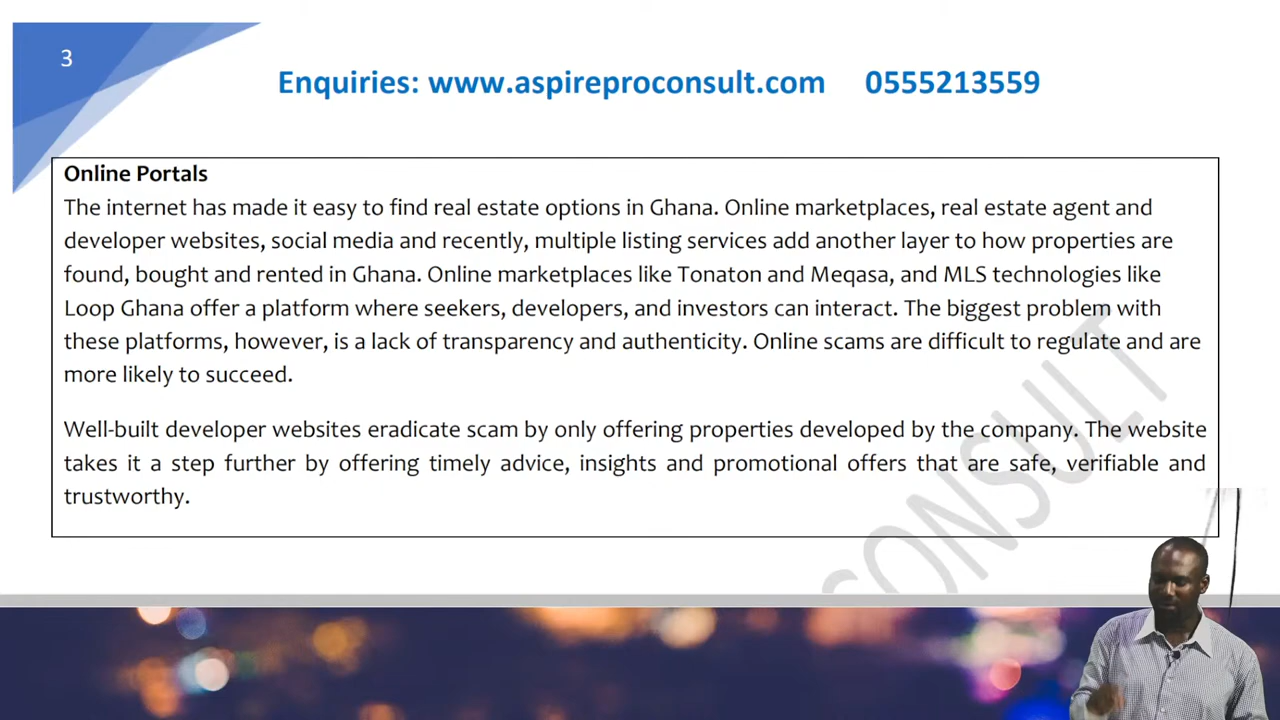 3
Enquiries: www.aspireproconsult.com 0555213559
Online Portals
The internet has made it easy to find real estate options in Ghana. Online marketplaces, real estate agent and
developer websites, social media and recently, multiple listing services add another layer to how properties are
found, bought and rented in Ghana. Online marketplaces like Tonaton and Meqasa, and MLS technologies like
Loop Ghana offer a platform where seekers, developers, and investors can interact. The biggest problem with
these platforms, however, is a lack of transparency and authenticity. Online scams are difficult to regulate and are
more likely to succeed.
Well-built developer websites eradicate scam by only offering properties developed by the company. The website
takes it a step further by offering timely advice, insights and promotional offers that are safe, verifiable and
trustworthy.
CONSULT